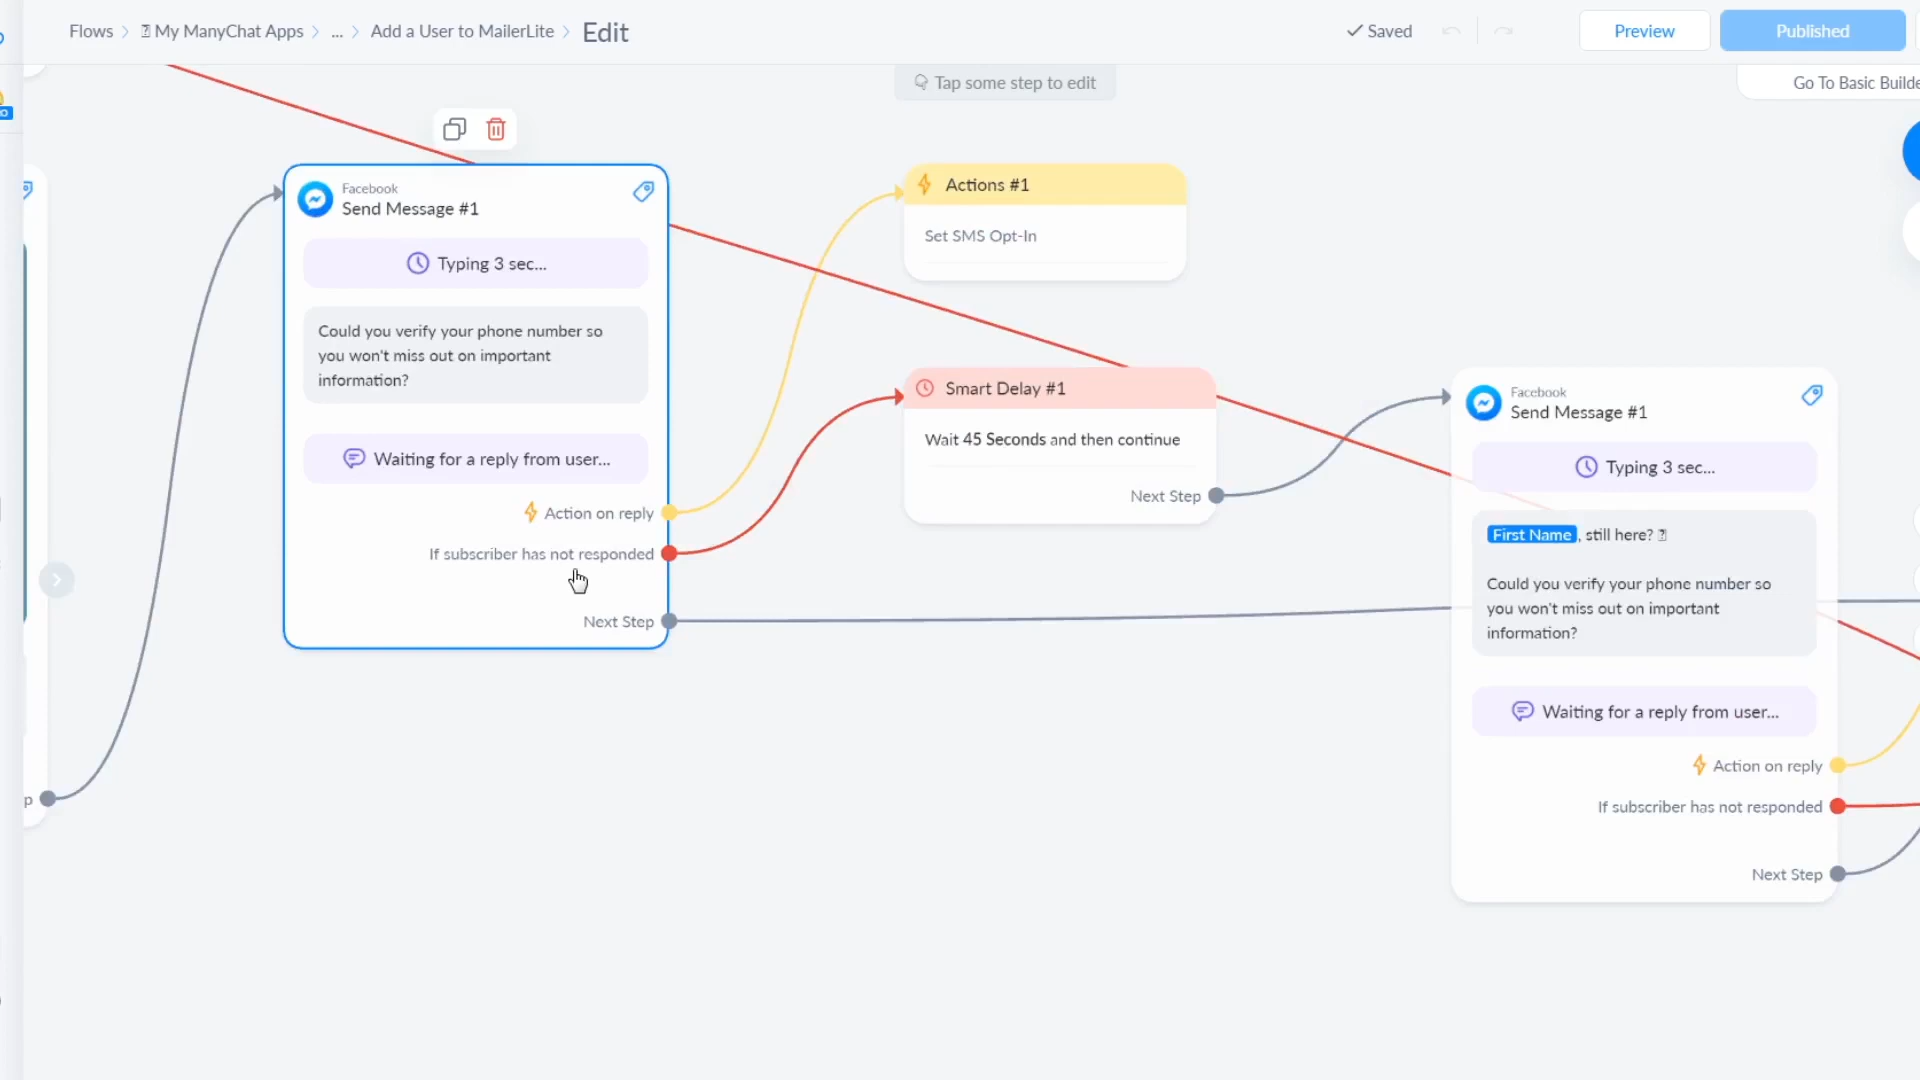 Flows
My ManyChat Apps
...
Add a User to MailerLite
Edit
Saved
Preview
Published
Tap some step to edit
Go To Basic Builde
Facebook
Send Message #1
Typing 3 sec...
Could you verify your phone number so
you won't miss out on important
information?
Waiting for a reply from user...
Action on reply
If subscriber has not responded
Next Step
Actions #1
Set SMS Opt-In
Smart Delay #1
Wait 45 Seconds and then continue
Next Step
Facebook
Send Message #1
Typing 3 sec...
First Name, still here?
Could you verify your phone number so
you won't miss out on important
information?
Waiting for a reply from user...
Action on reply
If subscriber has not responded
Next Step
p